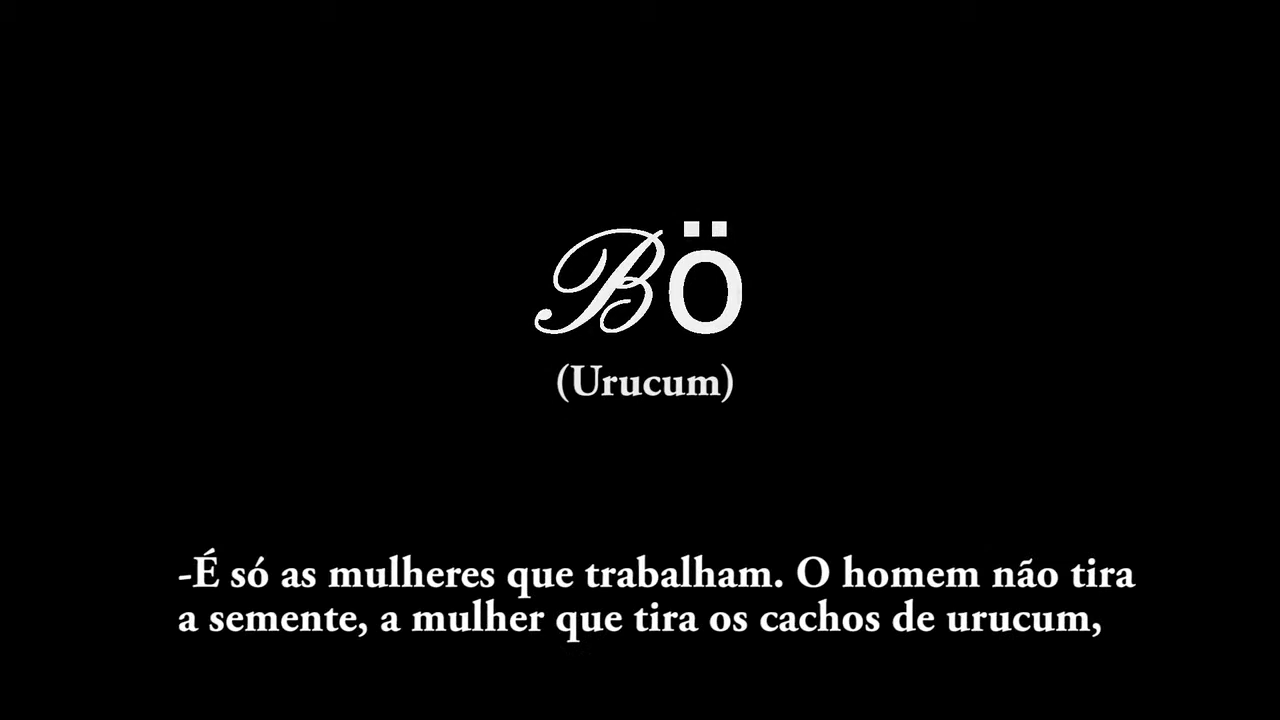 Bö
(Urucum)
-É só as mulheres que trabalham. O homem não tira
a semente, a mulher que tira os cachos de urucum,